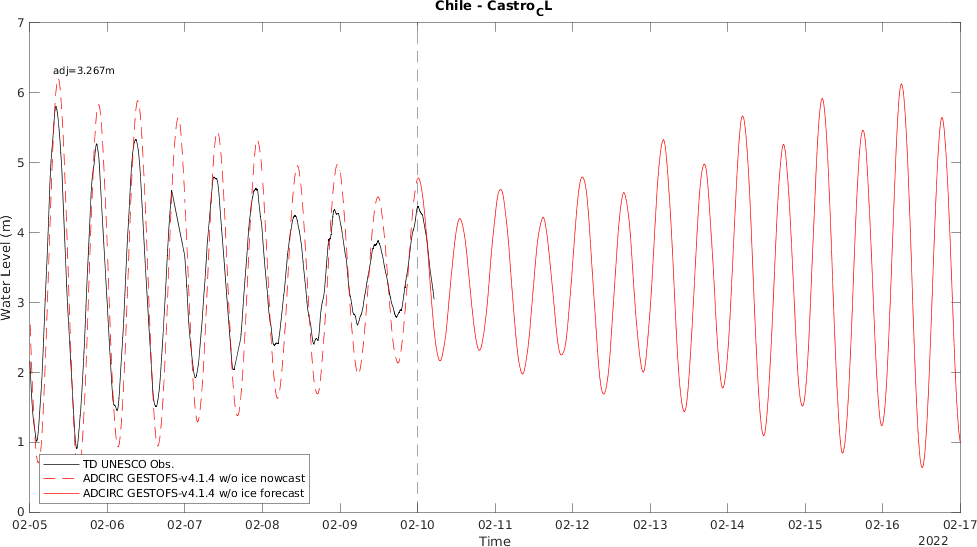 Chile - Castro_CL
7
adj=3.267m
6
5
4
3
2
1
0
Water Level (m)
TD UNESCO Obs.
ADCIRC GESTOFS-v4.1.4 w/o ice nowcast
ADCIRC GESTOFS-v4.1.4 w/o ice forecast
02-05 02-06 02-07 02-08 02-09 02-10 02-11 02-12 02-13 02-14 02-15 02-16 02-17
Time
2022